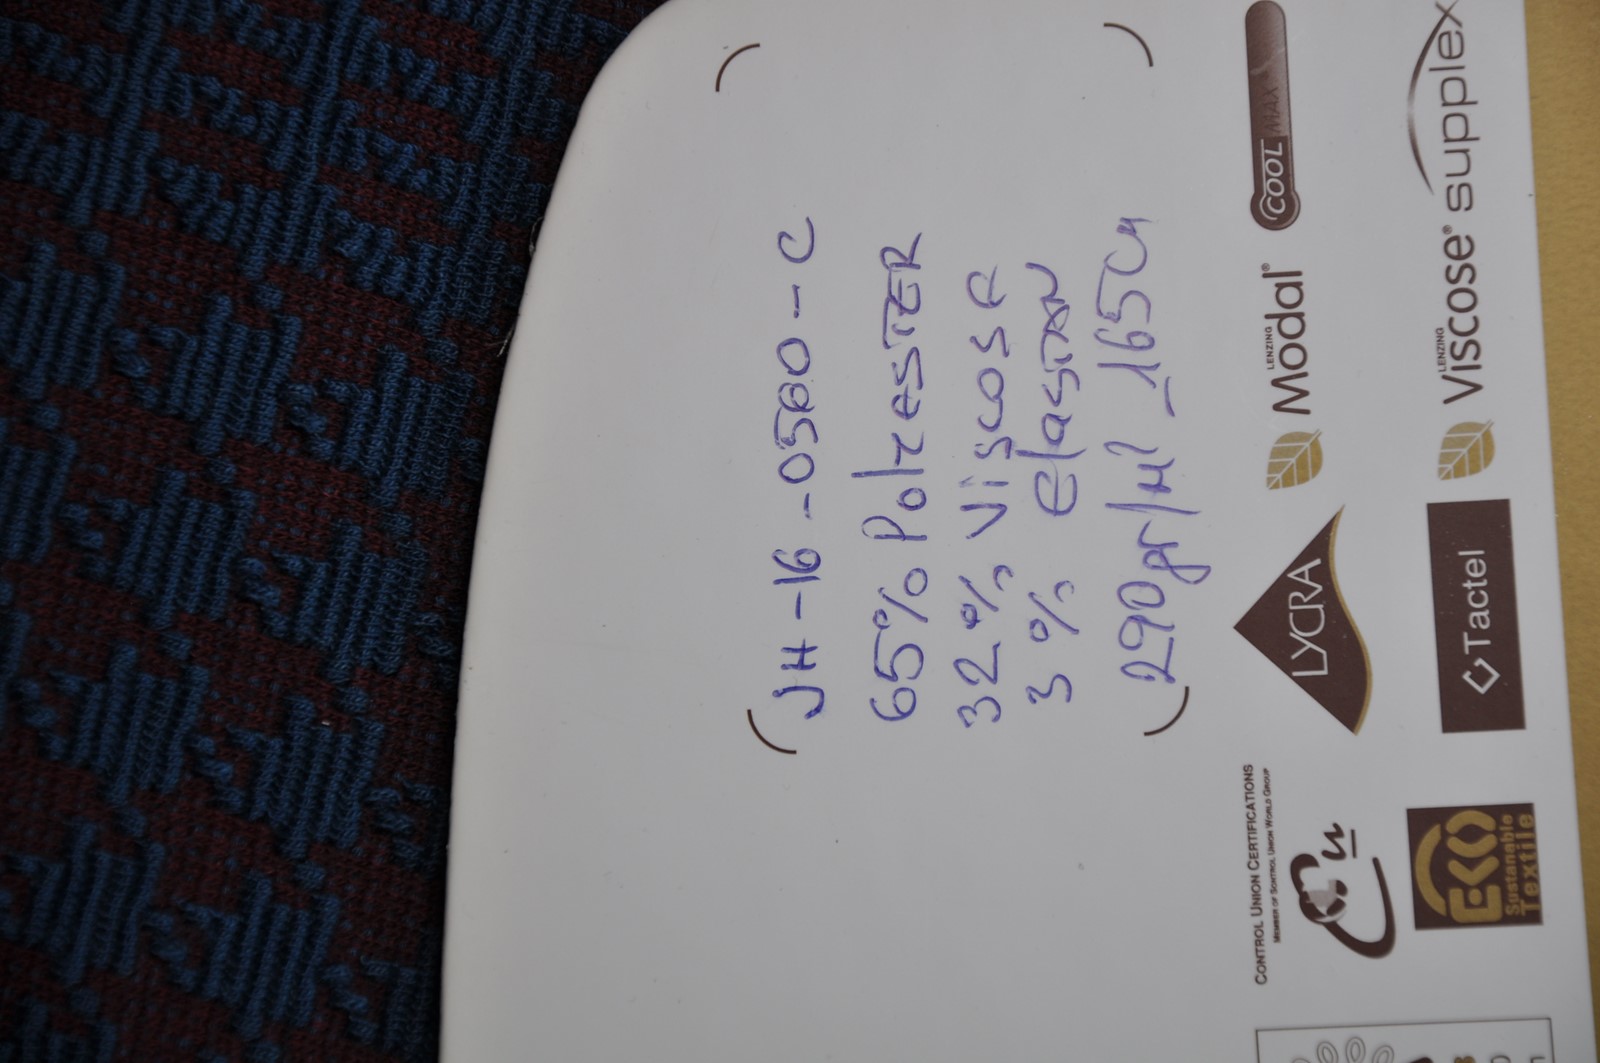 JH-16-0580-C
65% PolyESTER
32% Viscose
3% ElasTAN
290gr/m² - 165Cm
CONTROL UNION CERTIFICATIONS
MEMBER OF CONTROL UNION WORLD GROUP
LYCRA
LENZING
Modal®
COOLMAX
EKO
Sustainable
Textile
Tactel
LENZING
Viscose®
supplex